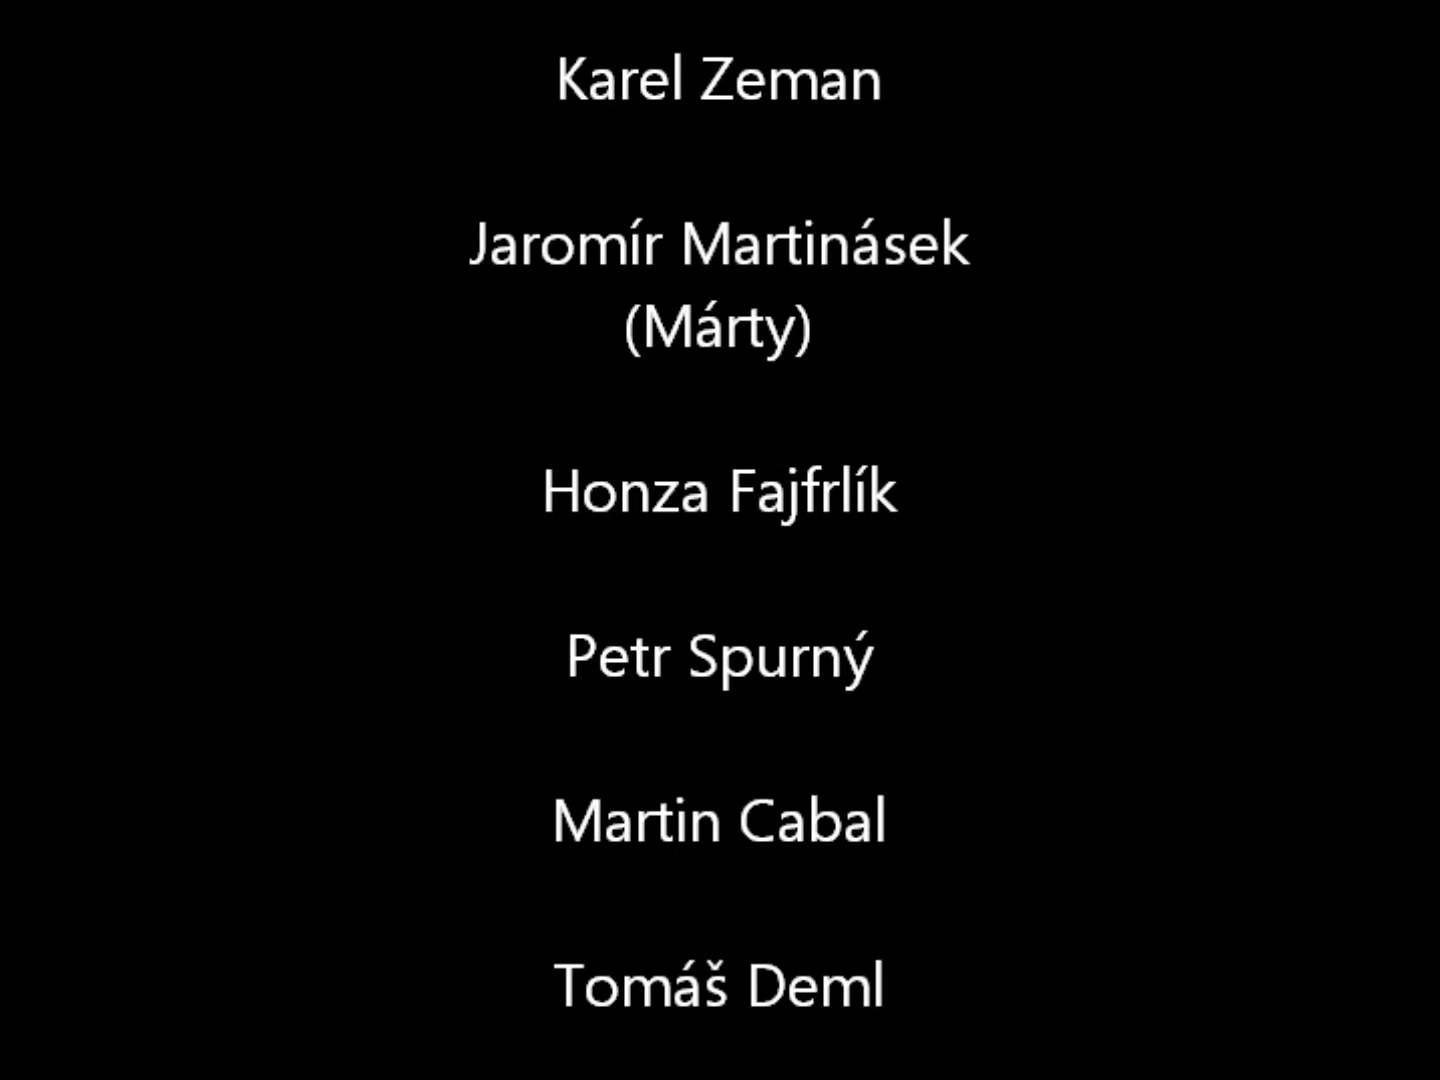 Karel Zeman
Jaromír Martinásek
(Márty)
Honza Fajfrlík
Petr Spurný
Martin Cabal
Tomáš Deml